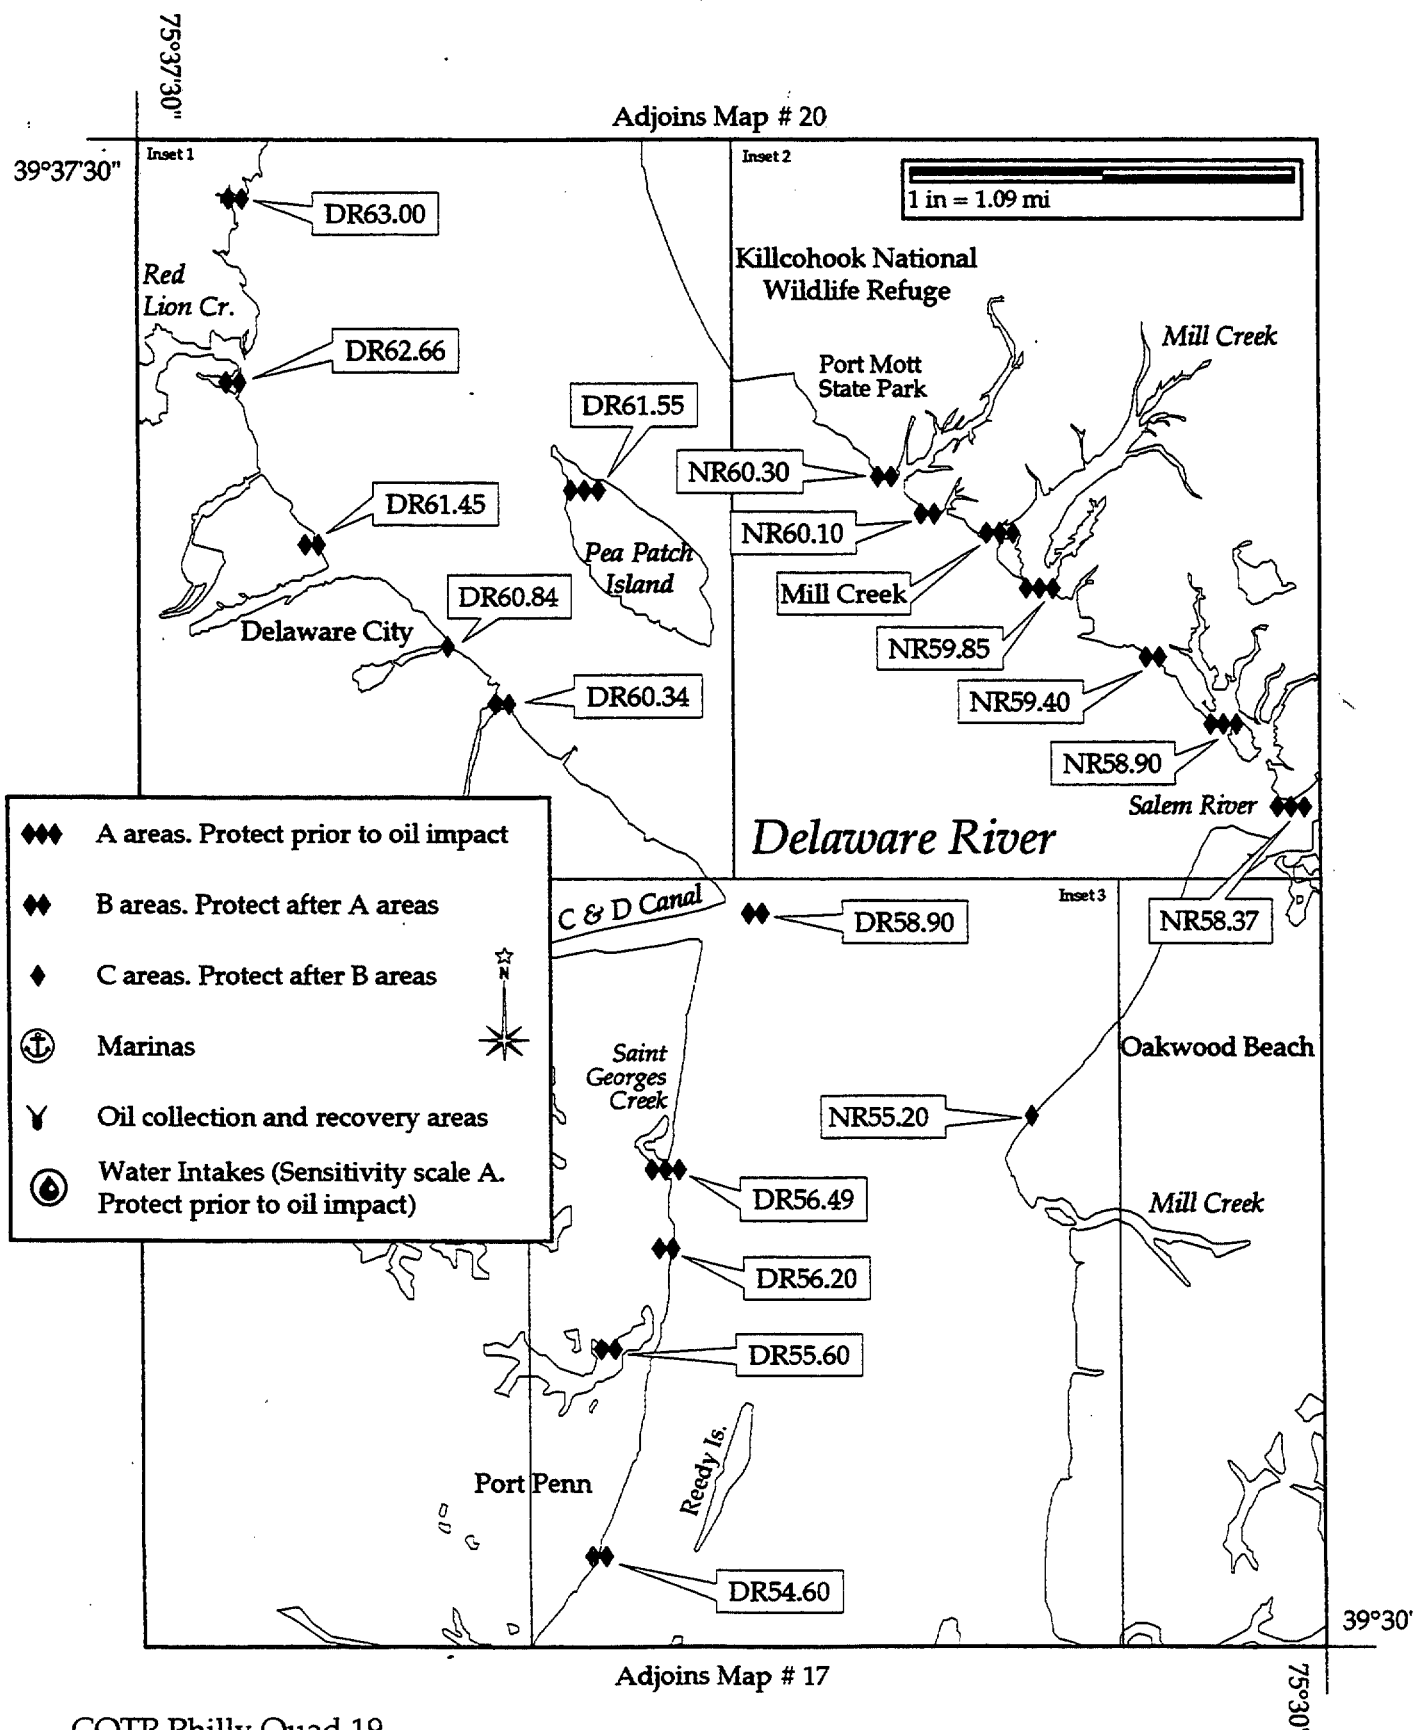 75°37'30"
Adjoins Map # 20
39°37'30"
Inset 1
Inset 2
1 in = 1.09 mi
DR63.00
Killcohook National
Wildlife Refuge
Red
Lion Cr.
Mill Creek
DR62.66
Port Mott
State Park
DR61.55
NR60.30
DR61.45
NR60.10
Pea Patch
Island
Mill Creek
DR60.84
Delaware City
NR59.85
DR60.34
NR59.40
NR58.90
Salem River
Delaware River
A areas. Protect prior to oil impact
B areas. Protect after A areas
C areas. Protect after B areas
N
Marinas
Oil collection and recovery areas
Water Intakes (Sensitivity scale A.
Protect prior to oil impact)
C & D Canal
Inset 3
DR58.90
NR58.37
Saint
Georges
Creek
Oakwood Beach
NR55.20
DR56.49
Mill Creek
DR56.20
DR55.60
Reedy Is.
Port Penn
DR54.60
39°30'
Adjoins Map # 17
75°30'
COTP Philly Quad 19